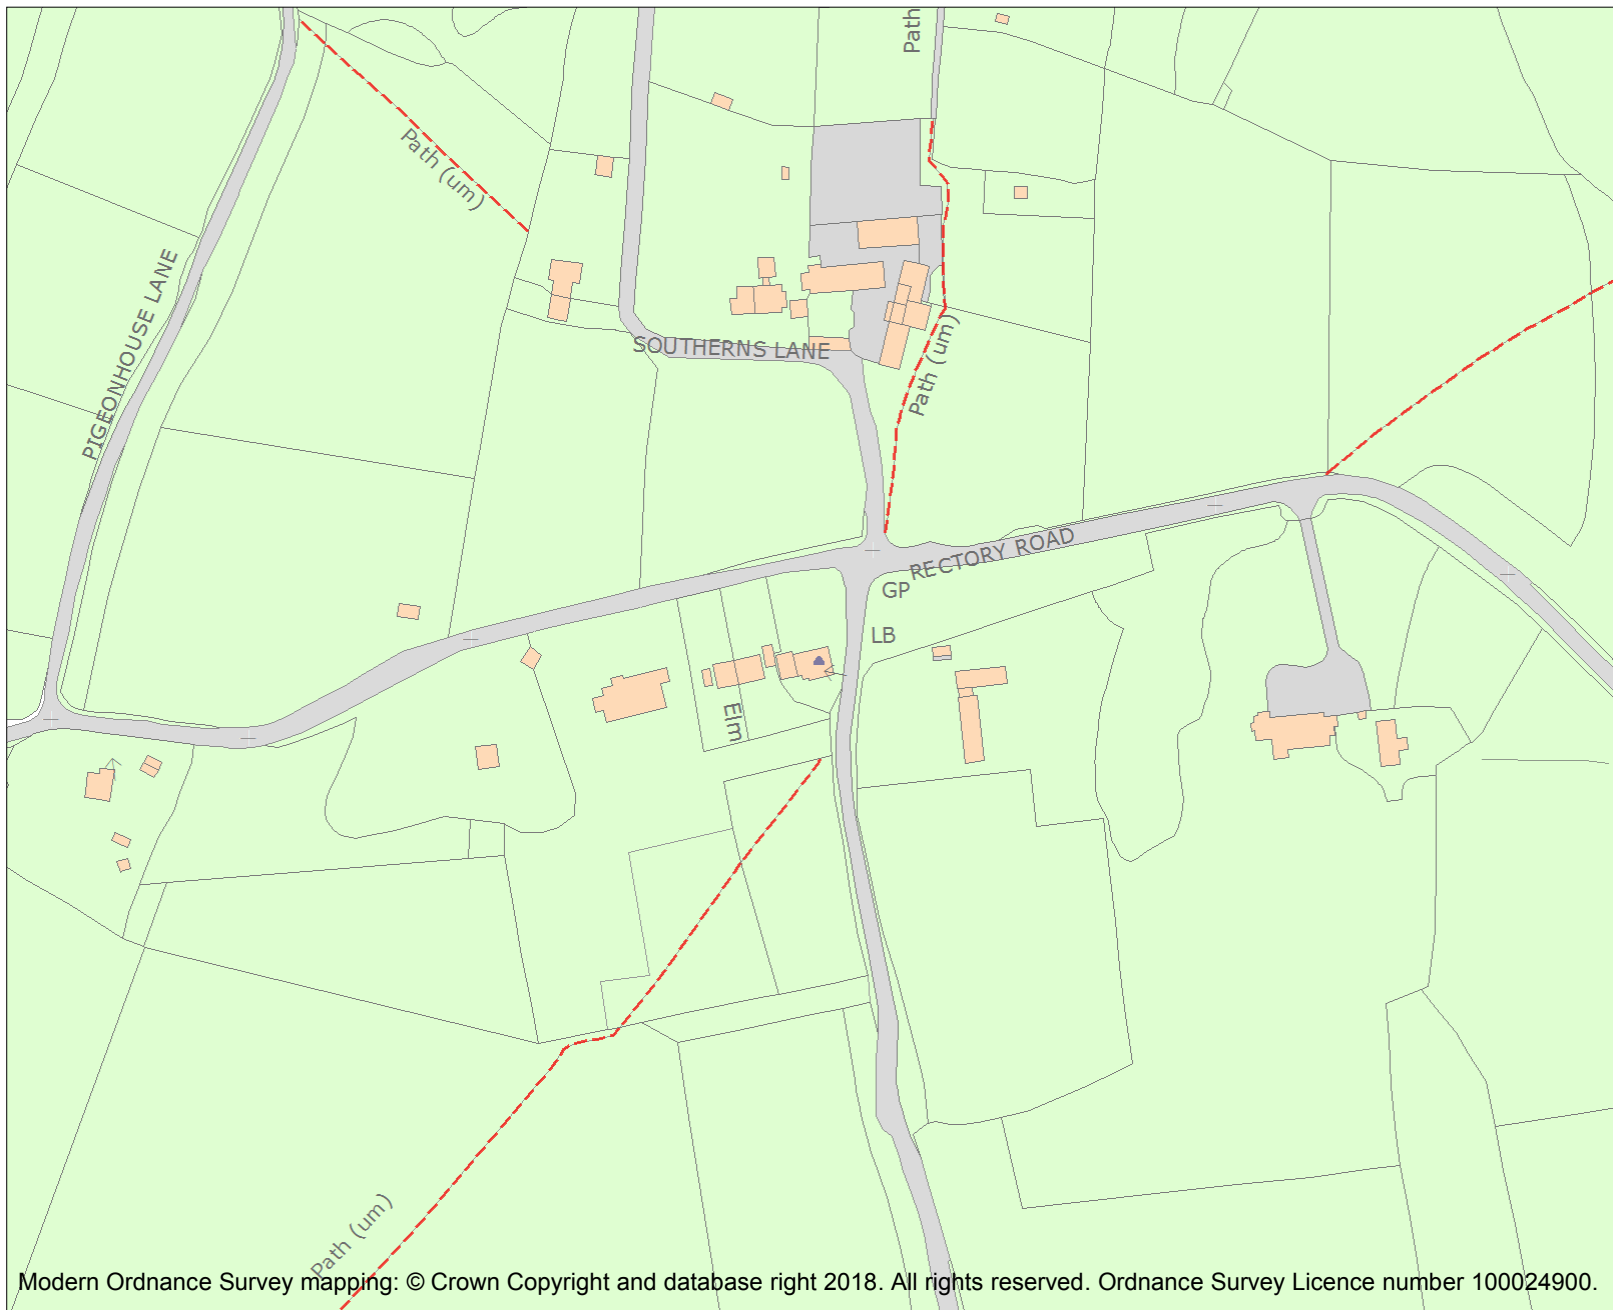 Path
Path (um)
PIGEONHOUSE LANE
SOUTHERNS LANE
Path (um)
RECTORY ROAD
GP
LB
Elm
Path (um)
Modern Ordnance Survey mapping: © Crown Copyright and database right 2018. All rights reserved. Ordnance Survey Licence number 100024900.